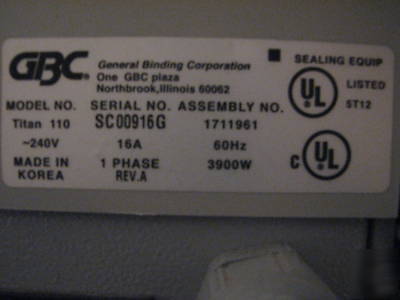 GBC. General Binding Corporation
One GBC plaza
Northbrook, Illinois 60062
SEALING EQUIP
UL LISTED
5T12
MODEL NO. SERIAL NO. ASSEMBLY NO.
Titan 110 SC00916G 1711961
~240V 16A 60Hz
MADE IN KOREA 1 PHASE REV.A 3900W
C UL